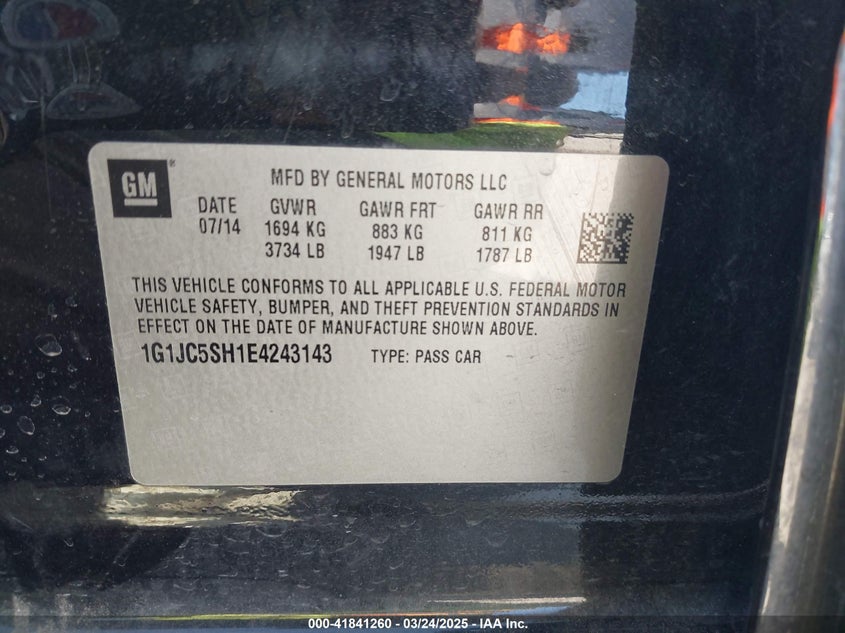 GM ®
MFD BY GENERAL MOTORS LLC
DATE GVWR GAWR FRT GAWR RR
07/14 1694 KG 883 KG 811 KG
3734 LB 1947 LB 1787 LB
THIS VEHICLE CONFORMS TO ALL APPLICABLE U.S. FEDERAL MOTOR
VEHICLE SAFETY, BUMPER, AND THEFT PREVENTION STANDARDS IN
EFFECT ON THE DATE OF MANUFACTURE SHOWN ABOVE.
1G1JC5SH1E4243143 TYPE: PASS CAR
000-41841260 - 03/24/2025 - IAA Inc.